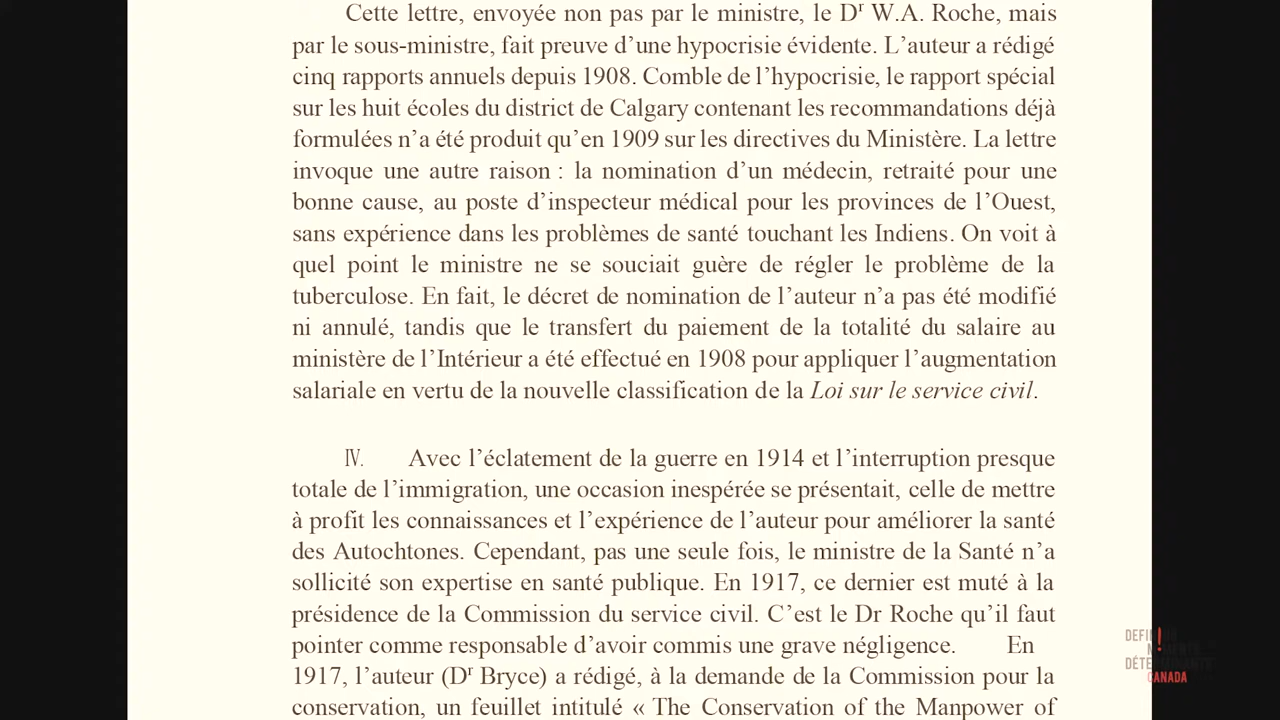 Cette lettre, envoyée non pas par le ministre, le Dr W.A. Roche, mais
par le sous-ministre, fait preuve d’une hypocrisie évidente. L’auteur a rédigé
cinq rapports annuels depuis 1908. Comble de l’hypocrisie, le rapport spécial
sur les huit écoles du district de Calgary contenant les recommandations déjà
formulées n’a été produit qu’en 1909 sur les directives du Ministère. La lettre
invoque une autre raison : la nomination d’un médecin, retraité pour une
bonne cause, au poste d’inspecteur médical pour les provinces de l’Ouest,
sans expérience dans les problèmes de santé touchant les Indiens. On voit à
quel point le ministre ne se souciait guère de régler le problème de la
tuberculose. En fait, le décret de nomination de l’auteur n’a pas été modifié
ni annulé, tandis que le transfert du paiement de la totalité du salaire au
ministère de l’Intérieur a été effectué en 1908 pour appliquer l’augmentation
salariale en vertu de la nouvelle classification de la Loi sur le service civil.
IV. Avec l’éclatement de la guerre en 1914 et l’interruption presque
totale de l’immigration, une occasion inespérée se présentait, celle de mettre
à profit les connaissances et l’expérience de l’auteur pour améliorer la santé
des Autochtones. Cependant, pas une seule fois, le ministre de la Santé n’a
sollicité son expertise en santé publique. En 1917, ce dernier est muté à la
présidence de la Commission du service civil. C’est le Dr Roche qu’il faut
pointer comme responsable d’avoir commis une grave négligence. En
1917, l’auteur (Dr Bryce) a rédigé, à la demande de la Commission pour la
conservation, un feuillet intitulé « The Conservation of the Manpower of
CANADA